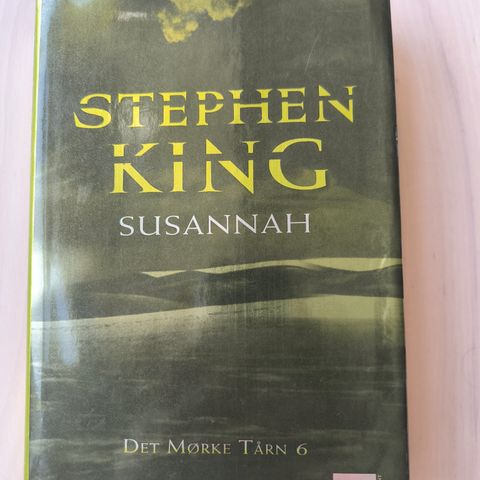 STEPHEN
KING
SUSANNAH
DET MØRKE TÅRN 6